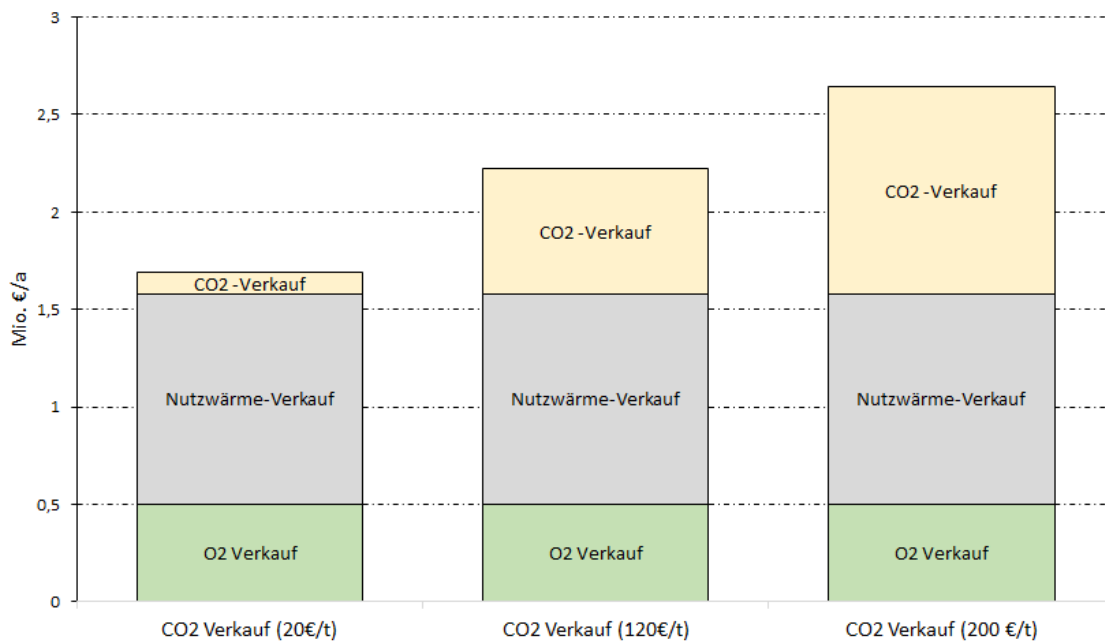 3
2,5
2
1,5
1
0,5
0
Mio. €/a
CO2 -Verkauf
Nutzwärme-Verkauf
O2 Verkauf
CO2 -Verkauf
Nutzwärme-Verkauf
O2 Verkauf
CO2 -Verkauf
Nutzwärme-Verkauf
O2 Verkauf
CO2 Verkauf (20€/t)
CO2 Verkauf (120€/t)
CO2 Verkauf (200 €/t)